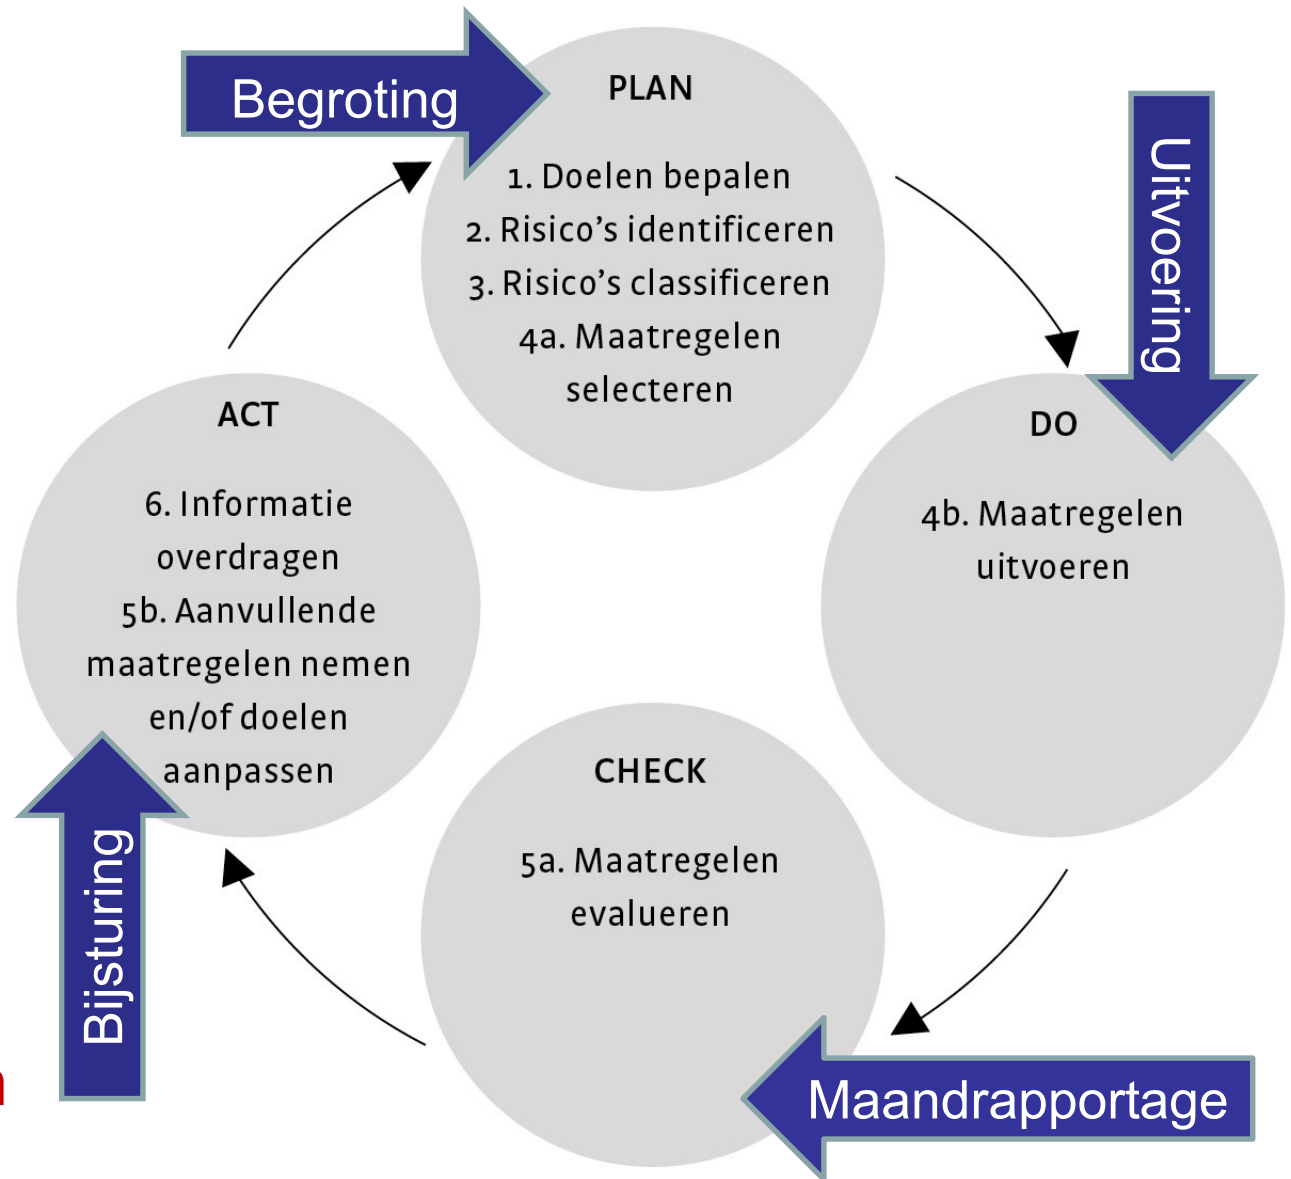 Begroting
PLAN
1. Doelen bepalen
2. Risico’s identificeren
3. Risico’s classificeren
4a. Maatregelen
selecteren
Uitvoering
DO
4b. Maatregelen
uitvoeren
CHECK
5a. Maatregelen
evalueren
Maandrapportage
ACT
6. Informatie
overdragen
5b. Aanvullende
maatregelen nemen
en/of doelen
aanpassen
Bijsturing